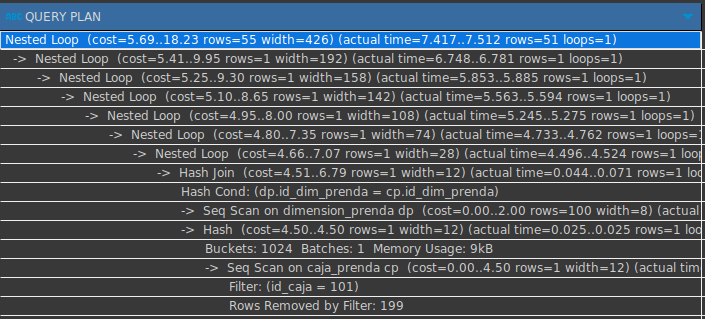 QUERY PLAN
Nested Loop (cost=5.69..18.23 rows=55 width=426) (actual time=7.417..7.512 rows=51 loops=1)
-> Nested Loop (cost=5.41..9.95 rows=1 width=192) (actual time=6.748..6.781 rows=1 loops=1)
-> Nested Loop (cost=5.25..9.30 rows=1 width=158) (actual time=5.853..5.885 rows=1 loops=1)
-> Nested Loop (cost=5.10..8.65 rows=1 width=142) (actual time=5.563..5.594 rows=1 loops=1)
-> Nested Loop (cost=4.95..8.00 rows=1 width=108) (actual time=5.245..5.275 rows=1 loops=1)
-> Nested Loop (cost=4.80..7.35 rows=1 width=74) (actual time=4.733..4.762 rows=1 loops=
-> Nested Loop (cost=4.66..7.07 rows=1 width=28) (actual time=4.496..4.524 rows=1 loop
-> Hash Join (cost=4.51..6.79 rows=1 width=12) (actual time=0.044..0.071 rows=1 loo
Hash Cond: (dp.id_dim_prenda = cp.id_dim_prenda)
-> Seq Scan on dimension_prenda dp (cost=0.00..2.00 rows=100 width=8) (actual
-> Hash (cost=4.50..4.50 rows=1 width=12) (actual time=0.025..0.025 rows=1 loo
Buckets: 1024 Batches: 1 Memory Usage: 9kB
-> Seq Scan on caja_prenda cp (cost=0.00..4.50 rows=1 width=12) (actual tim
Filter: (id_caja = 101)
Rows Removed by Filter: 199